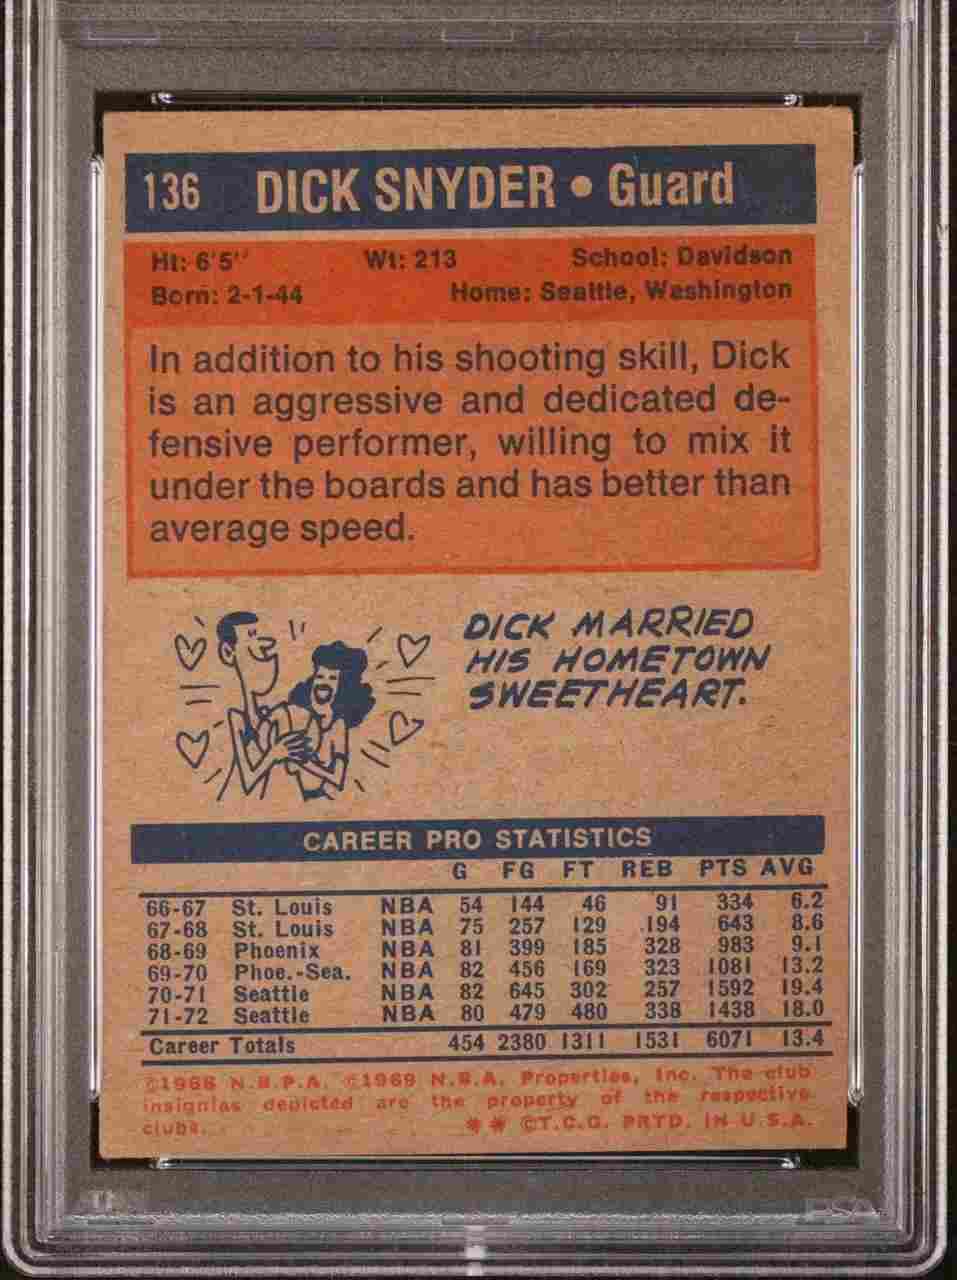 136 DICK SNYDER • Guard
Ht: 6'5" Wt: 213 School: Davidson
Born: 2-1-44 Home: Seattle, Washington
In addition to his shooting skill, Dick
is an aggressive and dedicated de-
fensive performer, willing to mix it
under the boards and has better than
average speed.
DICK MARRIED
HIS HOMETOWN
SWEETHEART.
CAREER PRO STATISTICS
G FG FT REB PTS AVG
66-67 St. Louis NBA 54 144 46 91 334 6.2
67-68 St. Louis NBA 75 257 129 194 643 8.6
68-69 Phoenix NBA 81 399 185 328 983 9.1
69-70 Phoe.-Sea. NBA 82 456 169 323 1081 13.2
70-71 Seattle NBA 82 645 302 257 1592 19.4
71-72 Seattle NBA 80 479 480 338 1438 18.0
Career Totals 454 2380 1311 1531 6071 13.4
©1968 N.B.P.A. ©1969 N.B.A. Properties, Inc. The club
insignias depicted are the property of the respective
clubs. ** ©T.C.G. PRTD. IN U.S.A.
PSA